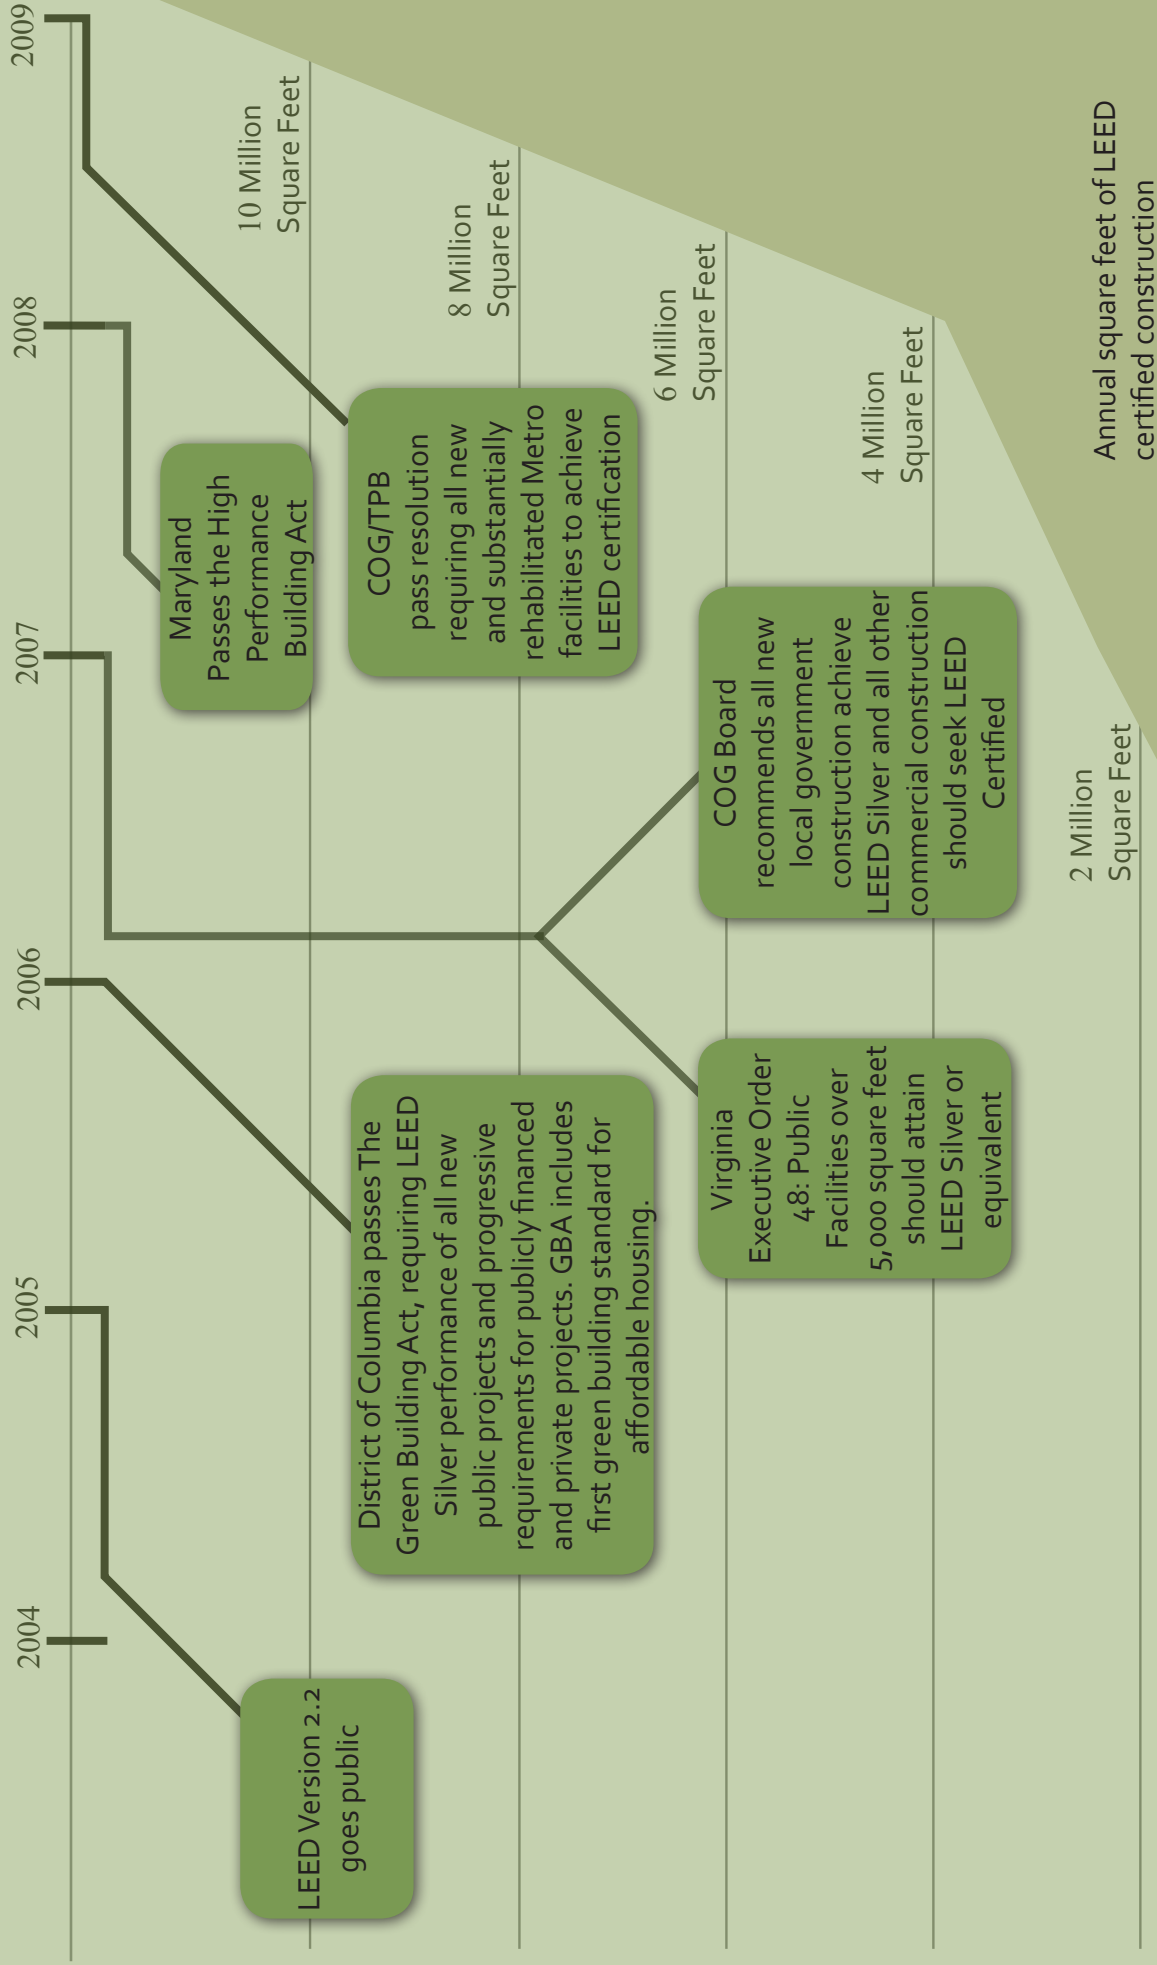 2004
2005
2006
2007
2008
2009
LEED Version 2.2
goes public
District of Columbia passes The
Green Building Act, requiring LEED
Silver performance of all new
public projects and progressive
requirements for publicly financed
and private projects. GBA includes
first green building standard for
affordable housing.
Virginia
Executive Order
48: Public
Facilities over
5,000 square feet
should attain
LEED Silver or
equivalent
COG Board
recommends all new
local government
construction achieve
LEED Silver and all other
commercial construction
should seek LEED
Certified
Maryland
Passes the High
Performance
Building Act
COG/TPB
pass resolution
requiring all new
and substantially
rehabilitated Metro
facilities to achieve
LEED certification
10 Million
Square Feet
8 Million
Square Feet
6 Million
Square Feet
4 Million
Square Feet
2 Million
Square Feet
Annual square feet of LEED
certified construction